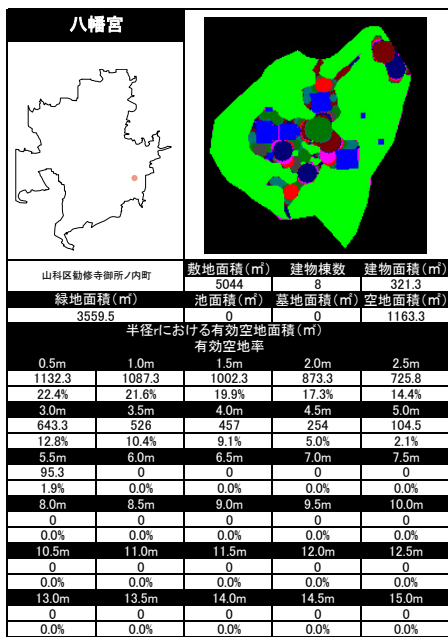 八幡宮
山科区勧修寺御所ノ内町
敷地面積(㎡) 建物棟数 建物面積(㎡)
5044 8 321.3
緑地面積(㎡) 池面積(㎡) 墓地面積(㎡) 空地面積(㎡)
3559.5 0 0 1163.3
半径rにおける有効空地面積(㎡)
有効空地率
0.5m 1.0m 1.5m 2.0m 2.5m
1132.3 1087.3 1002.3 873.3 725.8
22.4% 21.6% 19.9% 17.3% 14.4%
3.0m 3.5m 4.0m 4.5m 5.0m
643.3 526 457 254 104.5
12.8% 10.4% 9.1% 5.0% 2.1%
5.5m 6.0m 6.5m 7.0m 7.5m
95.3 0 0 0 0
1.9% 0.0% 0.0% 0.0% 0.0%
8.0m 8.5m 9.0m 9.5m 10.0m
0 0 0 0 0
0.0% 0.0% 0.0% 0.0% 0.0%
10.5m 11.0m 11.5m 12.0m 12.5m
0 0 0 0 0
0.0% 0.0% 0.0% 0.0% 0.0%
13.0m 13.5m 14.0m 14.5m 15.0m
0 0 0 0 0
0.0% 0.0% 0.0% 0.0% 0.0%